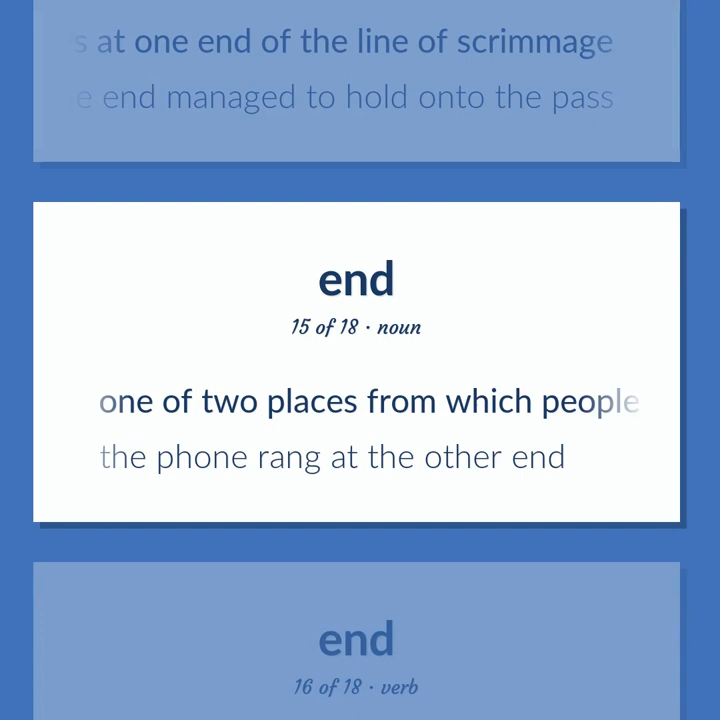 at one end of the line of scrimmage
end managed to hold onto the pass
end
15 of 18 · noun
one of two places from which people
the phone rang at the other end
end
16 of 18 · verb